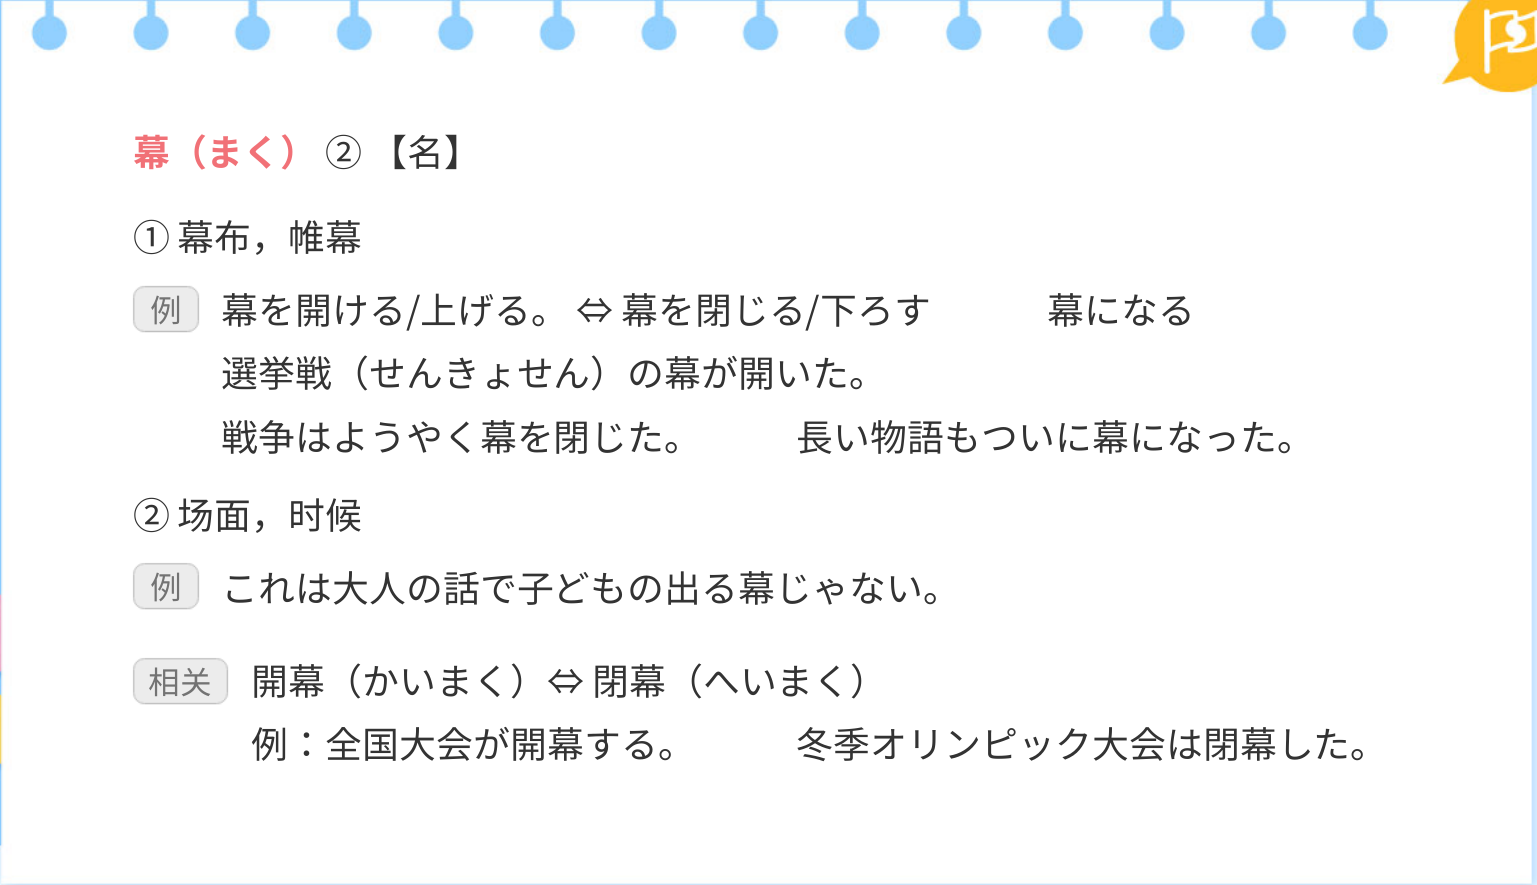 幕（まく） ② 【名】
① 幕布，帷幕
例 幕を開ける/上げる。 ⇔ 幕を閉じる/下ろす　　　幕になる
選挙戦（せんきょせん）の幕が開いた。
戦争はようやく幕を閉じた。　　　長い物語もついに幕になった。
② 场面，时候
例 これは大人の話で子どもの出る幕じゃない。
相关 開幕（かいまく）⇔ 閉幕（へいまく）
例：全国大会が開幕する。　　　冬季オリンピック大会は閉幕した。